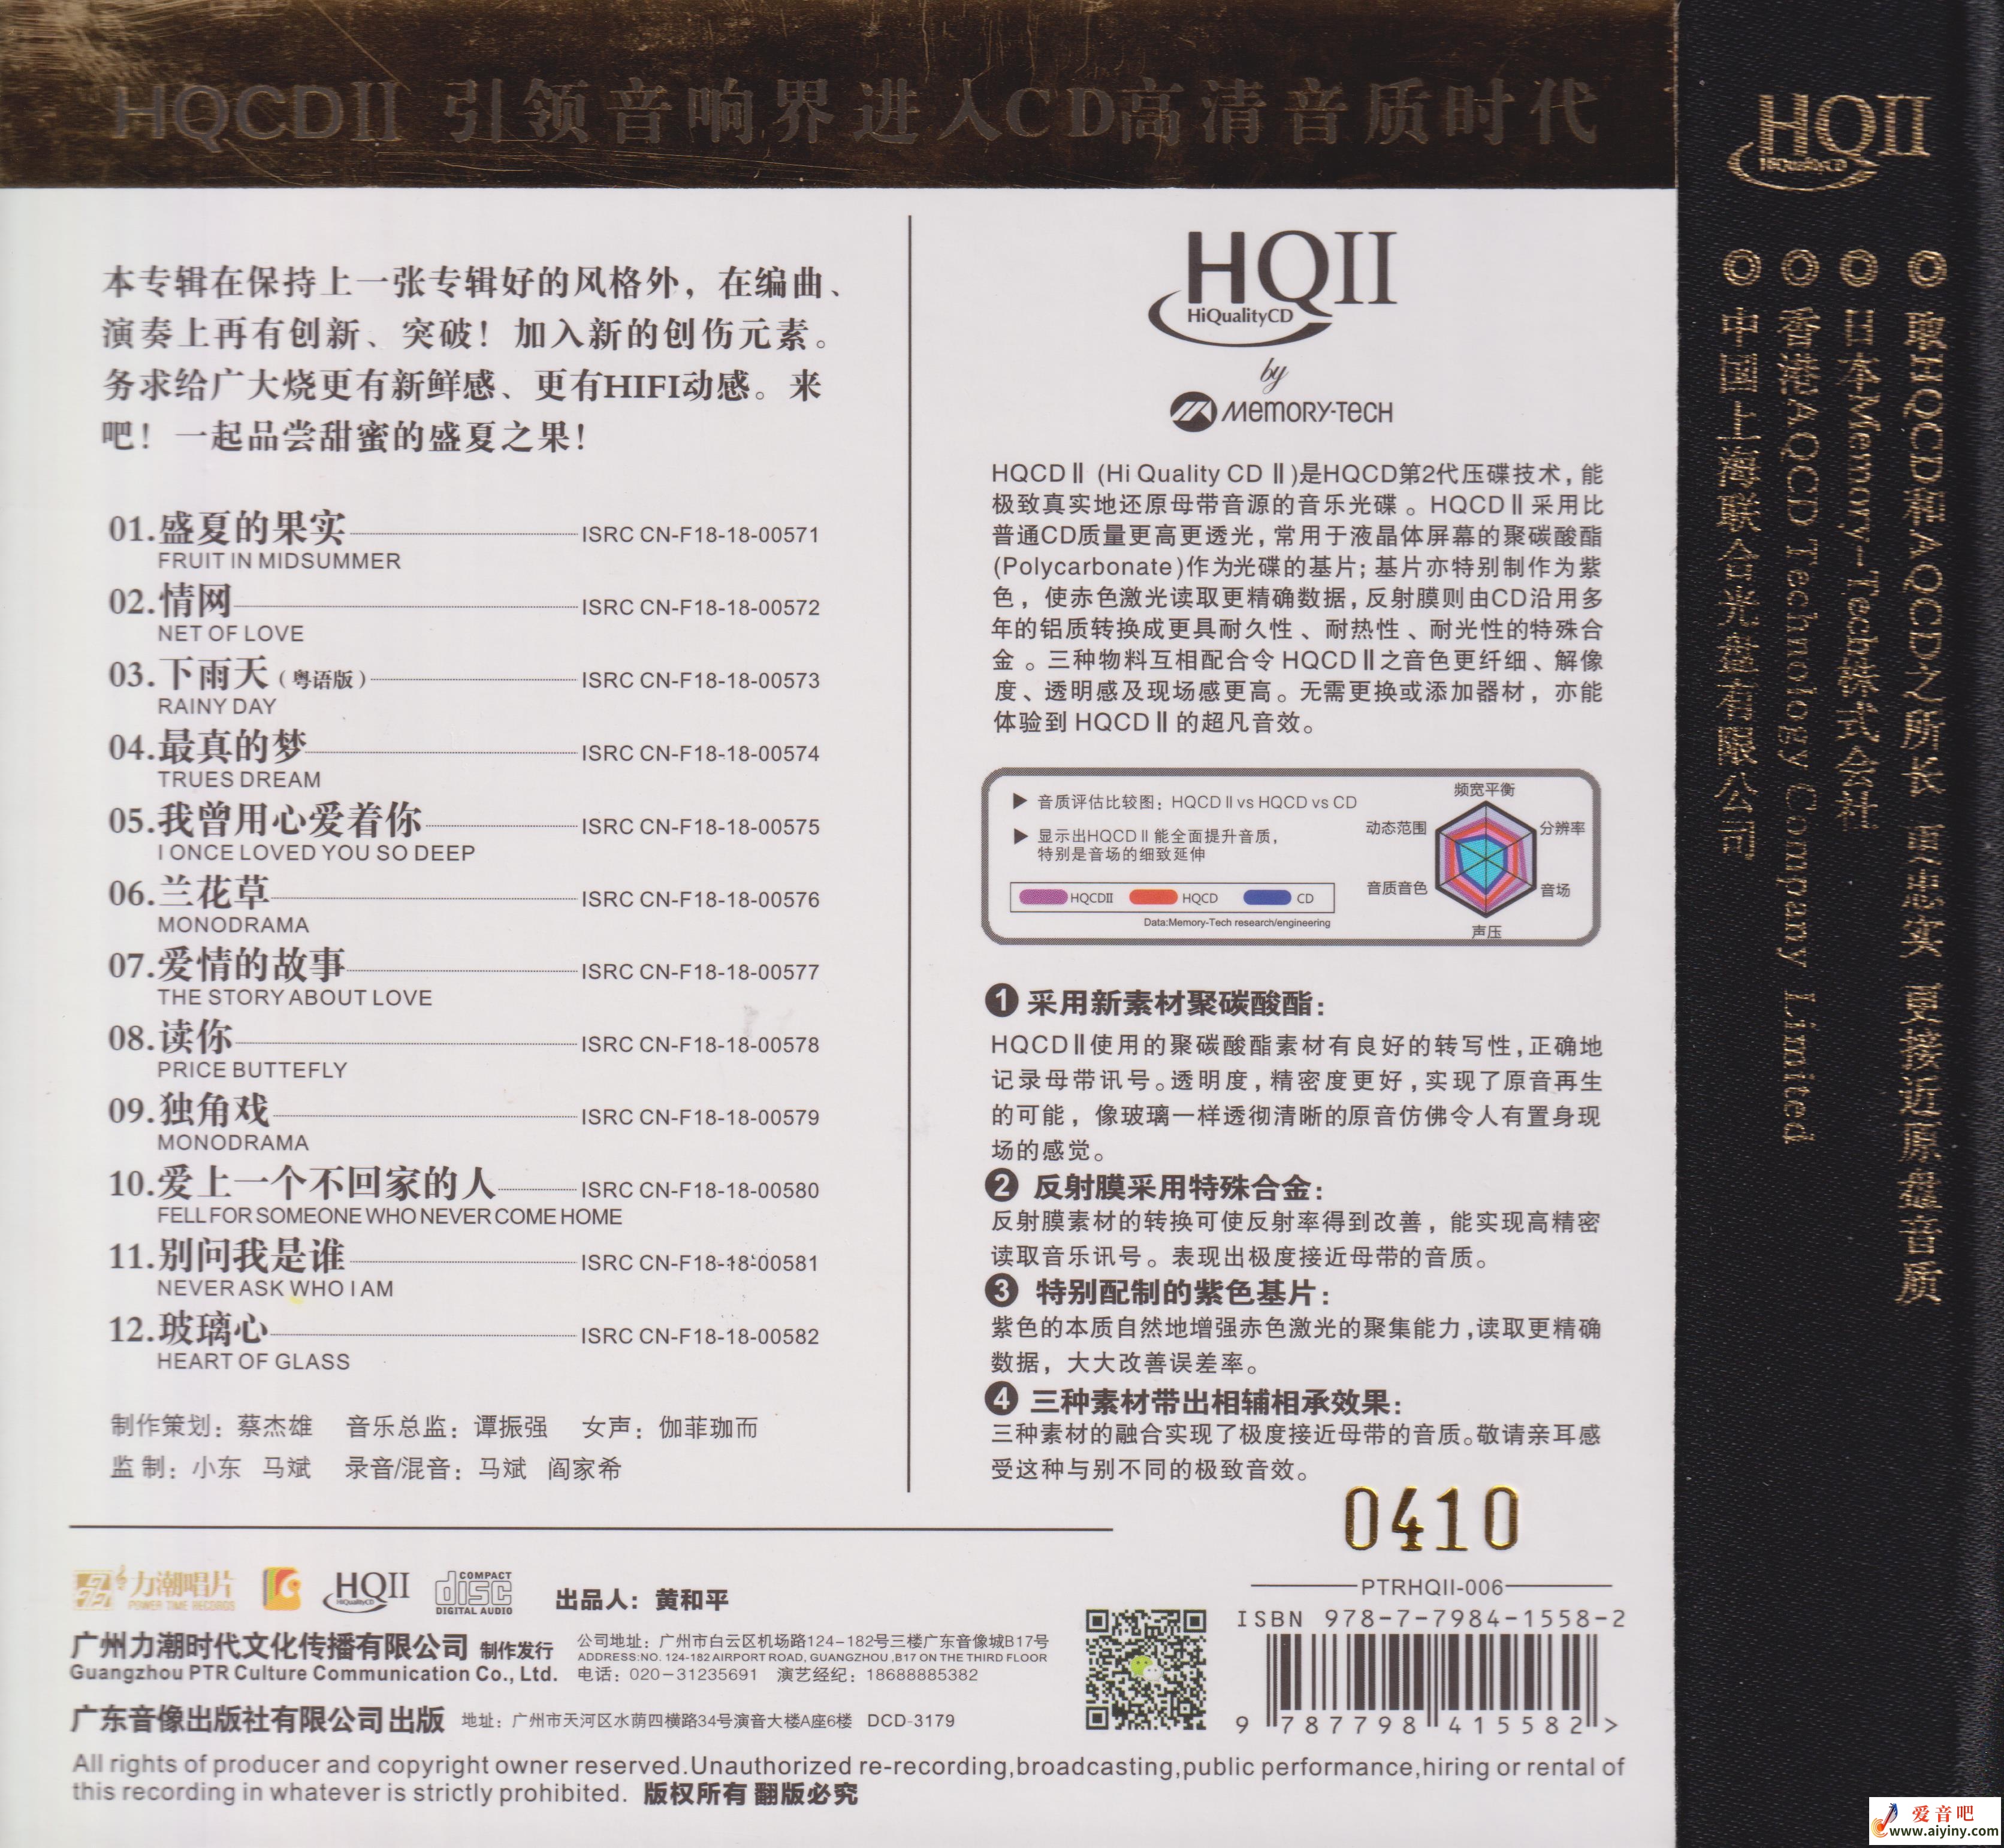 HQCDⅡ 引领音响界进入CD高清音质时代
本专辑在保持上一张专辑好的风格外，在编曲、
演奏上再有创新、突破！加入新的创伤元素。
务求给广大烧更有新鲜感、更有HIFI动感。来
吧！一起品尝甜蜜的盛夏之果！
01.盛夏的果实 ISRC CN-F18-18-00571
FRUIT IN MIDSUMMER
02.情网 ISRC CN-F18-18-00572
NET OF LOVE
03.下雨天（粤语版） ISRC CN-F18-18-00573
RAINY DAY
04.最真的梦 ISRC CN-F18-18-00574
TRUES DREAM
05.我曾用心爱着你 ISRC CN-F18-18-00575
I ONCE LOVED YOU SO DEEP
06.兰花草 ISRC CN-F18-18-00576
MONODRAMA
07.爱情的故事 ISRC CN-F18-18-00577
THE STORY ABOUT LOVE
08.读你 ISRC CN-F18-18-00578
PRICE BUTTEFLY
09.独角戏 ISRC CN-F18-18-00579
MONODRAMA
10.爱上一个不回家的人 ISRC CN-F18-18-00580
FELL FOR SOMEONE WHO NEVER COME HOME
11.别问我是谁 ISRC CN-F18-18-00581
NEVER ASK WHO I AM
12.玻璃心 ISRC CN-F18-18-00582
HEART OF GLASS
制作策划：蔡杰雄 音乐总监：谭振强 女声：伽菲珈而
监 制：小东 马斌 录音/混音：马斌 阎家希
HQII
HiQualityCD
by
MEMORY-TECH
HQCDⅡ (Hi Quality CD Ⅱ)是HQCD第2代压碟技术，能
极致真实地还原母带音源的音乐光碟。HQCDⅡ采用比
普通CD质量更高更透光，常用于液晶体屏幕的聚碳酸酯
(Polycarbonate)作为光碟的基片；基片亦特别制作为紫
色，使赤色激光读取更精确数据，反射膜则由CD沿用多
年的铝质转换成更具耐久性、耐热性、耐光性的特殊合
金。三种物料互相配合令HQCDⅡ之音色更纤细、解像
度、透明感及现场感更高。无需更换或添加器材，亦能
体验到HQCDⅡ的超凡音效。
▶ 音质评估比较图：HQCDⅡ vs HQCD vs CD
▶ 显示出HQCDⅡ能全面提升音质，
特别是音场的细致延伸
HQCDII HQCD CD
Data:Memory-Tech research/engineering
频宽平衡
动态范围 分辨率
音质音色 音场
声压
❶ 采用新素材聚碳酸酯：
HQCDⅡ使用的聚碳酸酯素材有良好的转写性，正确地
记录母带讯号。透明度，精密度更好，实现了原音再生
的可能，像玻璃一样透彻清晰的原音仿佛令人有置身现
场的感觉。
❷ 反射膜采用特殊合金：
反射膜素材的转换可使反射率得到改善，能实现高精密
读取音乐讯号。表现出极度接近母带的音质。
❸ 特别配制的紫色基片：
紫色的本质自然地增强赤色激光的聚集能力，读取更精确
数据，大大改善误差率。
❹ 三种素材带出相辅相承效果：
三种素材的融合实现了极度接近母带的音质。敬请亲耳感
受这种与别不同的极致音效。
0410
PTRHQII-006
ISBN 978-7-7984-1558-2
9 787798 415582 >
力潮唱片
POWER TIME RECORDS
HQII
HiQualityCD
COMPACT
disc
DIGITAL AUDIO
出品人：黄和平
广州力潮时代文化传播有限公司 制作发行
Guangzhou PTR Culture Communication Co., Ltd.
公司地址：广州市白云区机场路124-182号三楼广东音像城B17号
ADDRESS:NO. 124-182 AIRPORT ROAD, GUANGZHOU ,B17 ON THE THIRD FLOOR
电话：020-31235691 演艺经纪：18688885382
广东音像出版社有限公司 出版 地址：广州市天河区水荫四横路34号演音大楼A座6楼 DCD-3179
All rights of producer and copyright owner reserved.Unauthorized re-recording,broadcasting,public performance,hiring or rental of
this recording in whatever is strictly prohibited. 版权所有 翻版必究
HQII
HiQualityCD
◎ 取HQCD和AQCD之所长 更忠实 更接近原盘音质
◎ 日本Memory-Tech株式会社
◎ 香港AQCD Technology Company Limited
◎ 中国上海联合光盘有限公司
爱音吧
www.aiyiny.com